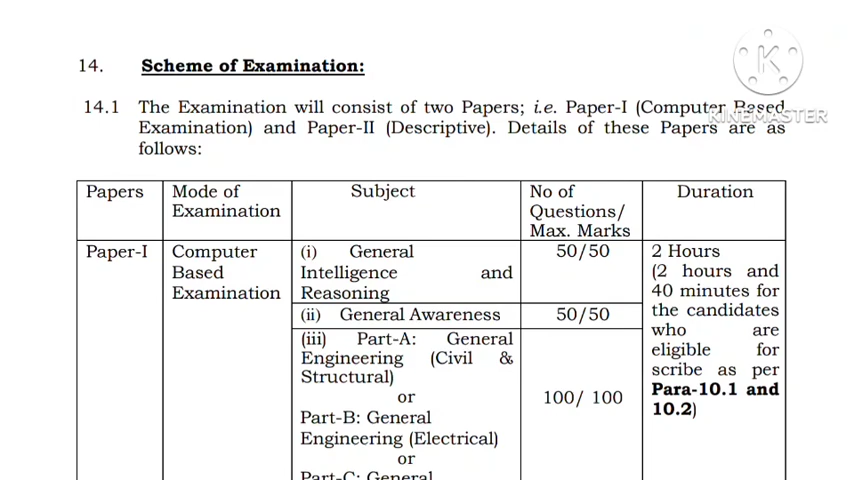 K
KINEMASTER
14. Scheme of Examination:
14.1 The Examination will consist of two Papers; i.e. Paper-I (Computer Based
Examination) and Paper-II (Descriptive). Details of these Papers are as
follows:
Papers
Mode of
Examination
Subject
No of
Questions/
Max. Marks
Duration
Paper-I
Computer
Based
Examination
(i) General
Intelligence and
Reasoning
50/50
(ii) General Awareness
50/50
(iii) Part-A: General
Engineering (Civil &
Structural)
or
Part-B: General
Engineering (Electrical)
or
Part-C: General
100/ 100
2 Hours
(2 hours and
40 minutes for
the candidates
who are
eligible for
scribe as per
Para-10.1 and
10.2)